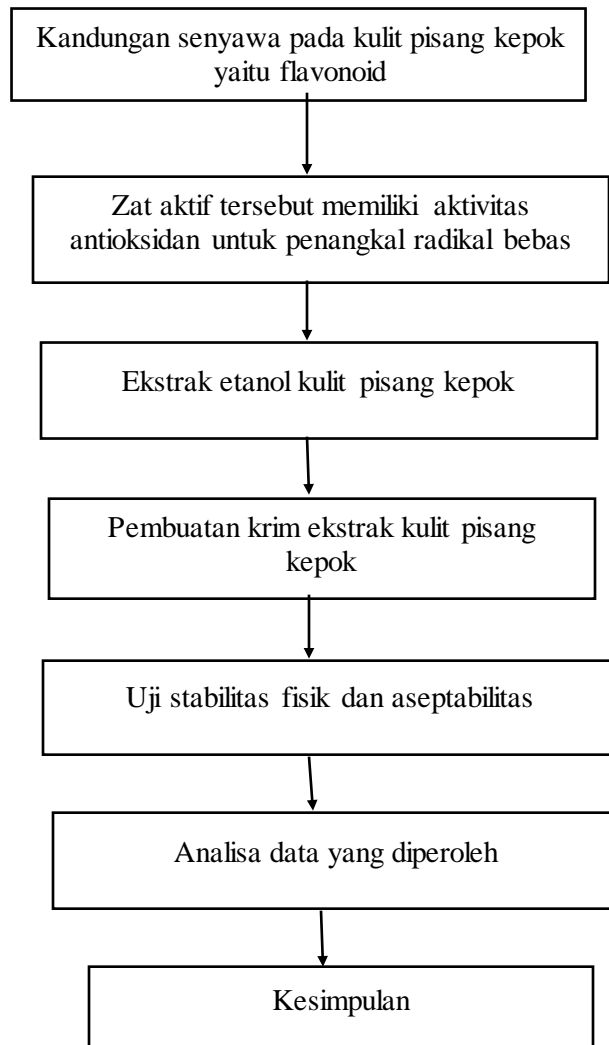 Kandungan senyawa pada kulit pisang kepok
yaitu flavonoid
Zat aktif tersebut memiliki aktivitas
antioksidan untuk penangkal radikal bebas
Ekstrak etanol kulit pisang kepok
Pembuatan krim ekstrak kulit pisang
kepok
Uji stabilitas fisik dan aseptabilitas
Analisa data yang diperoleh
Kesimpulan